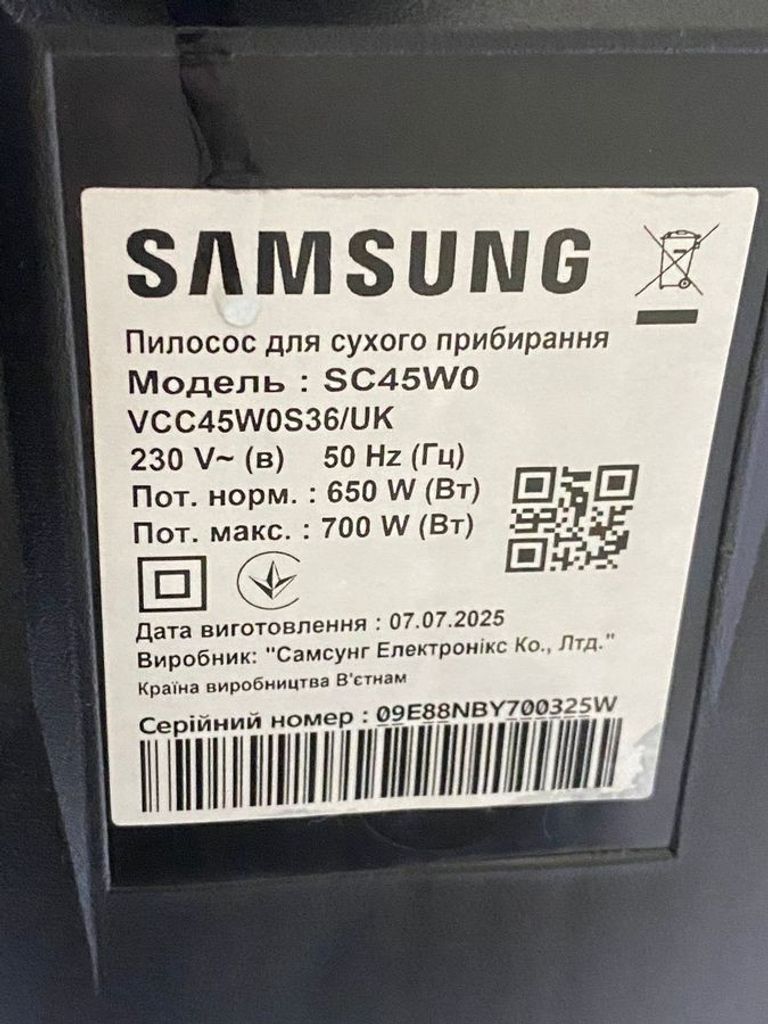 SAMSUNG
Пилосос для сухого прибирання
Модель : SC45W0
VCC45W0S36/UK
230 V~ (в) 50 Hz (Гц)
Пот. норм. : 650 W (Вт)
Пот. макс. : 700 W (Вт)
Дата виготовлення : 07.07.2025
Виробник: "Самсунг Електронікс Ко., Лтд."
Країна виробництва В'єтнам
Серійний номер : 09E88NBY700325W